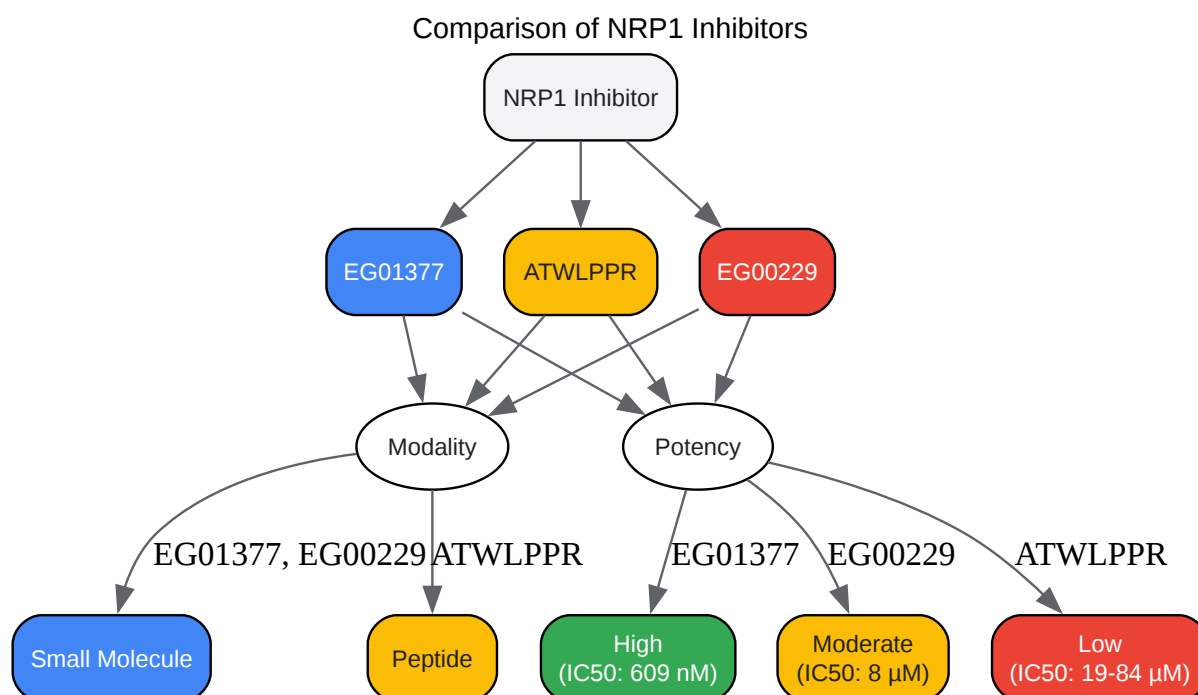 Comparison of NRP1 Inhibitors
NRP1 Inhibitor
EG01377
ATWLPPR
EG00229
Modality
Potency
EG01377, EG00229
ATWLPPR
EG01377
EG00229
ATWLPPR
Small Molecule
Peptide
High
(IC50: 609 nM)
Moderate
(IC50: 8 µM)
Low
(IC50: 19-84 µM)